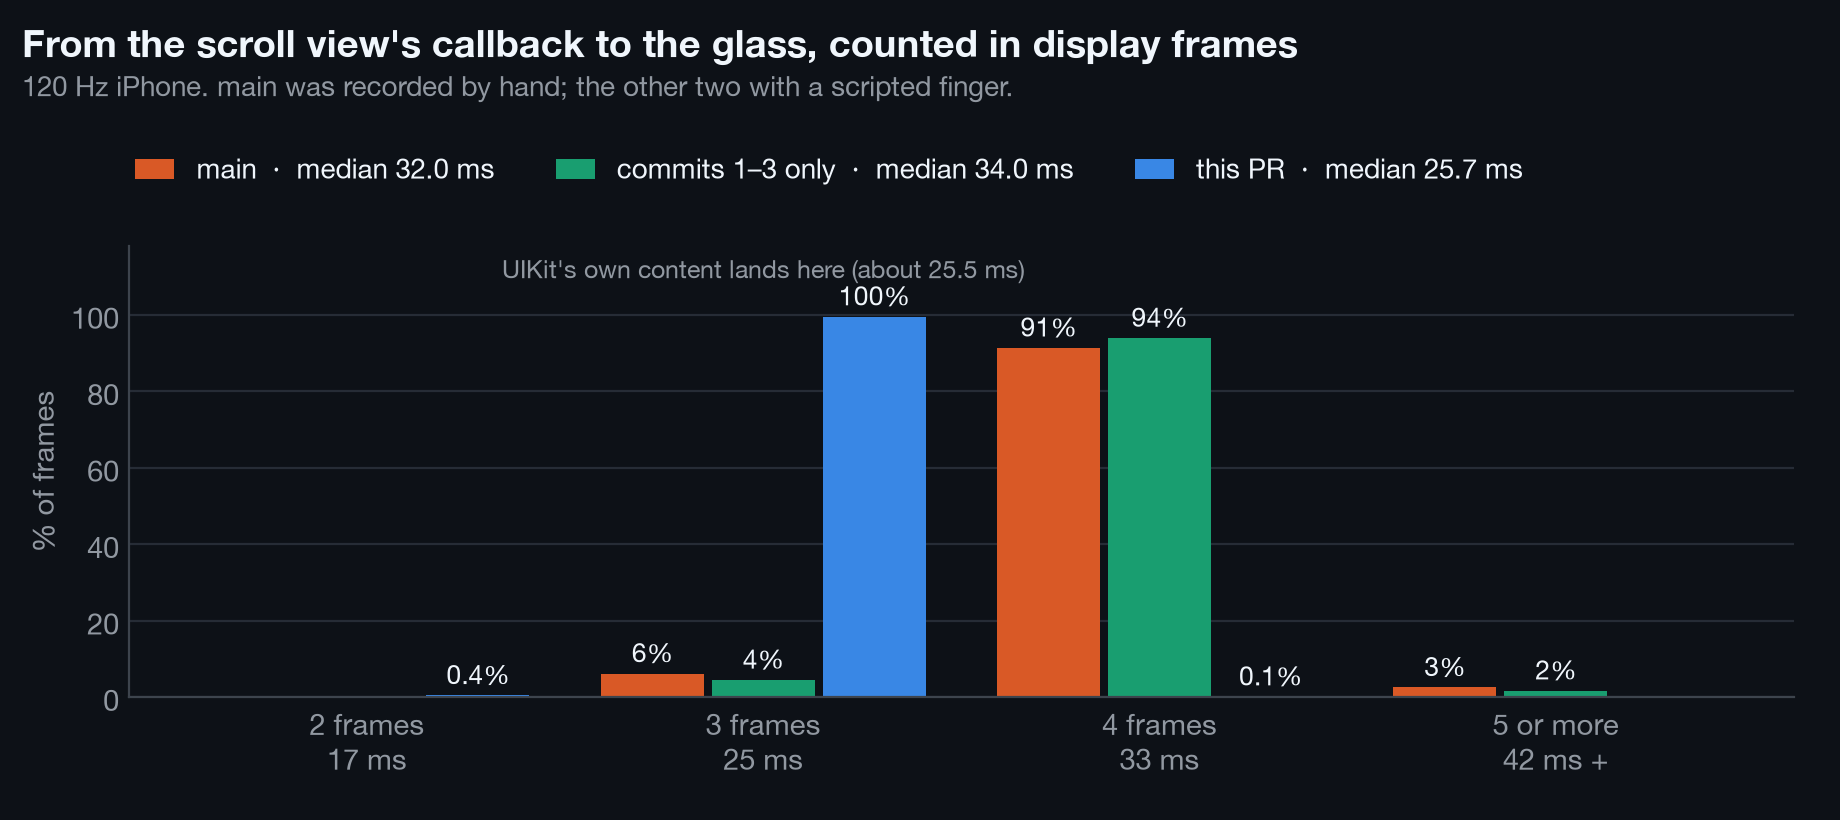 From the scroll view's callback to the glass, counted in display frames
120 Hz iPhone. main was recorded by hand; the other two with a scripted finger.
main · median 32.0 ms
commits 1–3 only · median 34.0 ms
this PR · median 25.7 ms
UIKit's own content lands here (about 25.5 ms)
% of frames
100
80
60
40
20
0
0.4%
6%
4%
100%
91%
94%
0.1%
3%
2%
2 frames
17 ms
3 frames
25 ms
4 frames
33 ms
5 or more
42 ms +